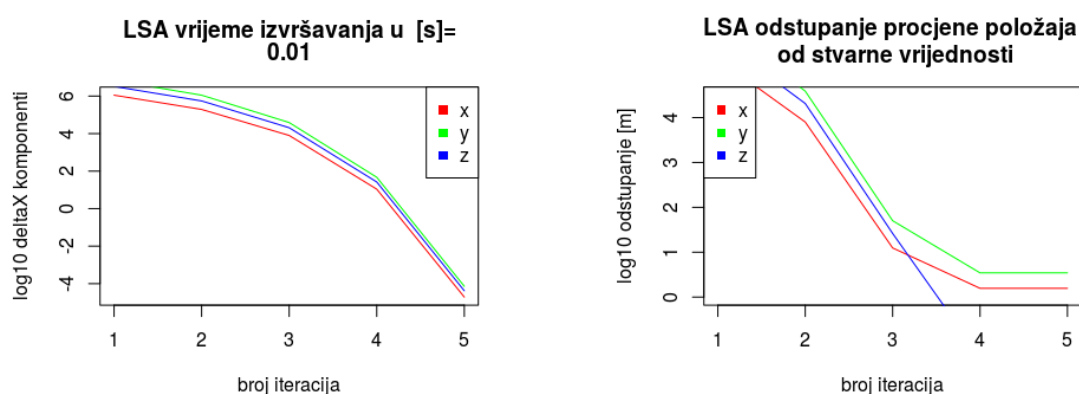 LSA vrijeme izvršavanja u [s]=
0.01
log10 deltaX komponenti
6
4
2
0
-2
-4
x
y
z
1 2 3 4 5
broj iteracija
LSA odstupanje procjene položaja
od stvarne vrijednosti
log10 odstupanje [m]
4
3
2
1
0
x
y
z
1 2 3 4 5
broj iteracija